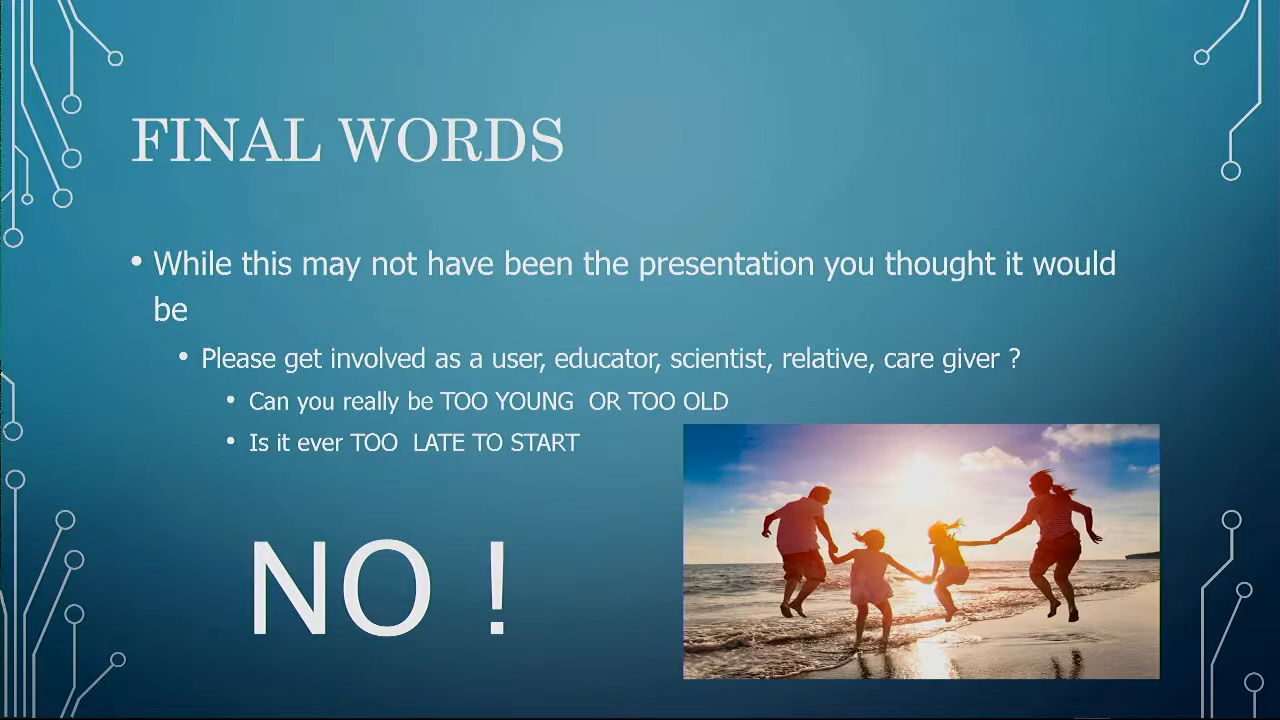 FINAL WORDS
• While this may not have been the presentation you thought it would
be
• Please get involved as a user, educator, scientist, relative, care giver ?
• Can you really be TOO YOUNG  OR TOO OLD
• Is it ever TOO  LATE TO START
NO !